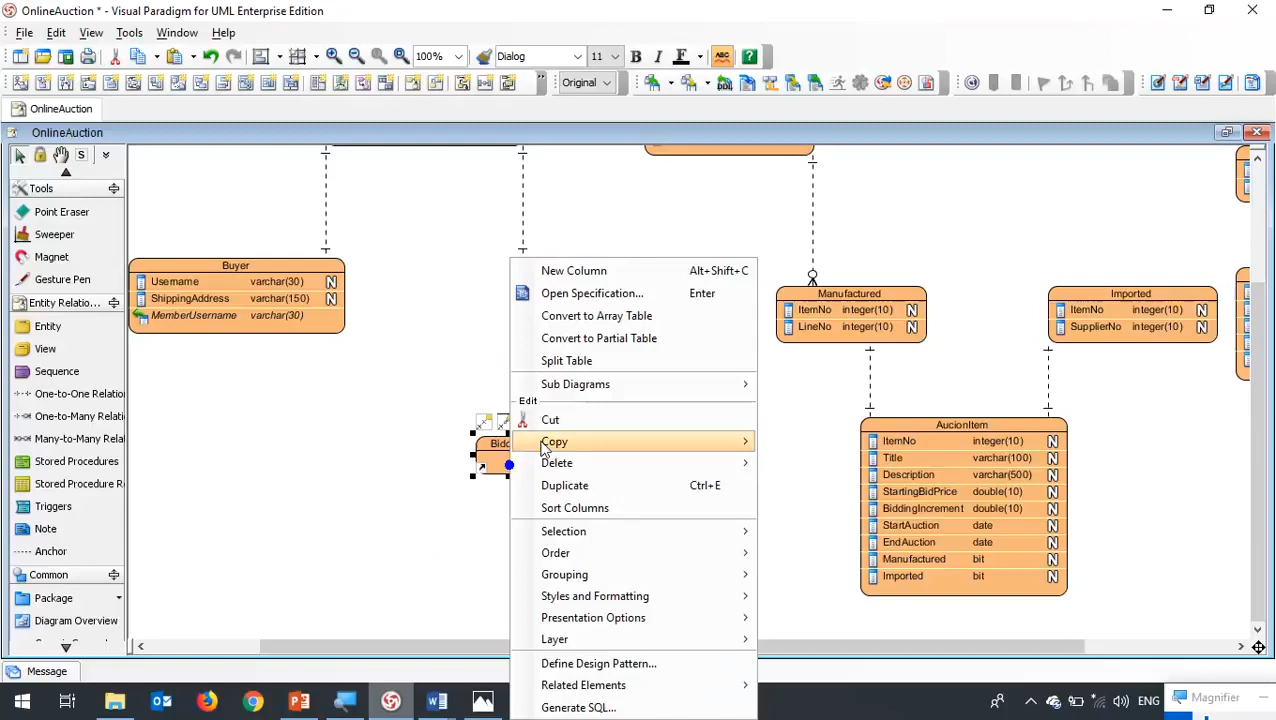 OnlineAuction * - Visual Paradigm for UML Enterprise Edition
File Edit View Tools Window Help
100% Dialog 11 B I F ABC ?
Original DDL
OnlineAuction
OnlineAuction
S
Tools
Point Eraser
Sweeper
Magnet
Gesture Pen
Entity Relatio...
Entity
View
Sequence
One-to-One Relation
One-to-Many Relatio
Many-to-Many Relat
Stored Procedures
Stored Procedure R
Triggers
Note
Anchor
Common
Package
Diagram Overview
Buyer
Username varchar(30) N
ShippingAddress varchar(150) N
MemberUsername varchar(30)
Bidd
New Column Alt+Shift+C
Open Specification... Enter
Convert to Array Table
Convert to Partial Table
Split Table
Sub Diagrams
Edit
Cut
Copy
Delete
Duplicate Ctrl+E
Sort Columns
Selection
Order
Grouping
Styles and Formatting
Presentation Options
Layer
Define Design Pattern...
Related Elements
Generate SQL...
Manufactured
ItemNo integer(10) N
LineNo integer(10) N
Imported
ItemNo integer(10) N
SupplierNo integer(10) N
AucionItem
ItemNo integer(10) N
Title varchar(100) N
Description varchar(500) N
StartingBidPrice double(10) N
BiddingIncrement double(10) N
StartAuction date N
EndAuction date N
Manufactured bit N
Imported bit N
Message
ENG
Magnifier